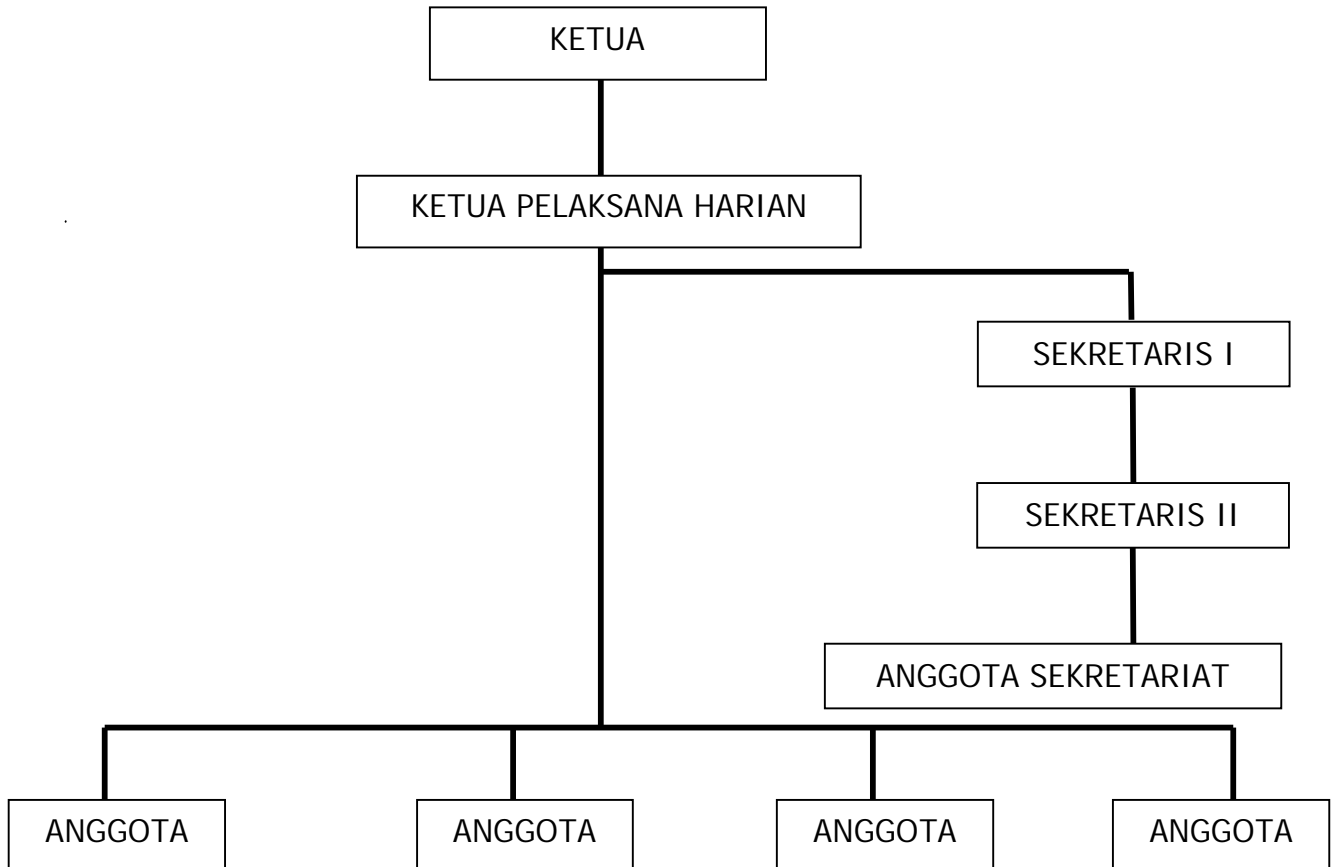 KETUA
KETUA PELAKSANA HARIAN
SEKRETARIS I
SEKRETARIS II
ANGGOTA SEKRETARIAT
ANGGOTA
ANGGOTA
ANGGOTA
ANGGOTA